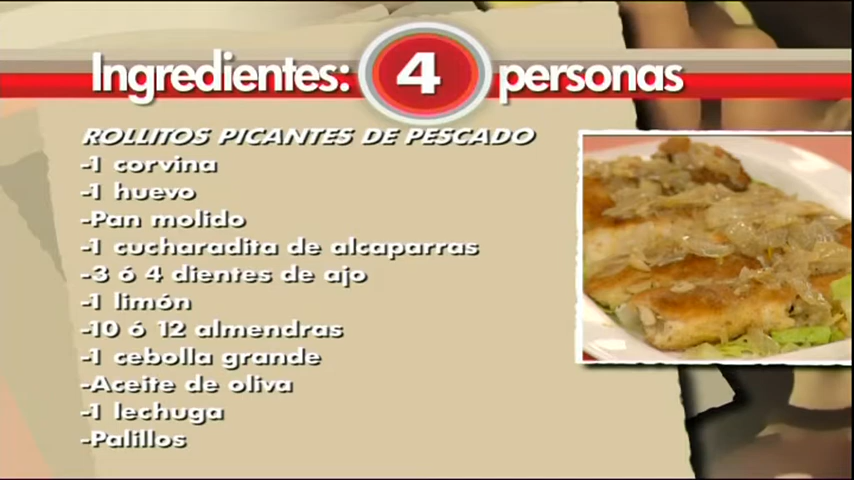 Ingredientes: 4 personas
ROLLITOS PICANTES DE PESCADO
-1 corvina
-1 huevo
-Pan molido
-1 cucharadita de alcaparras
-3 ó 4 dientes de ajo
-1 limón
-10 ó 12 almendras
-1 cebolla grande
-Aceite de oliva
-1 lechuga
-Palillos